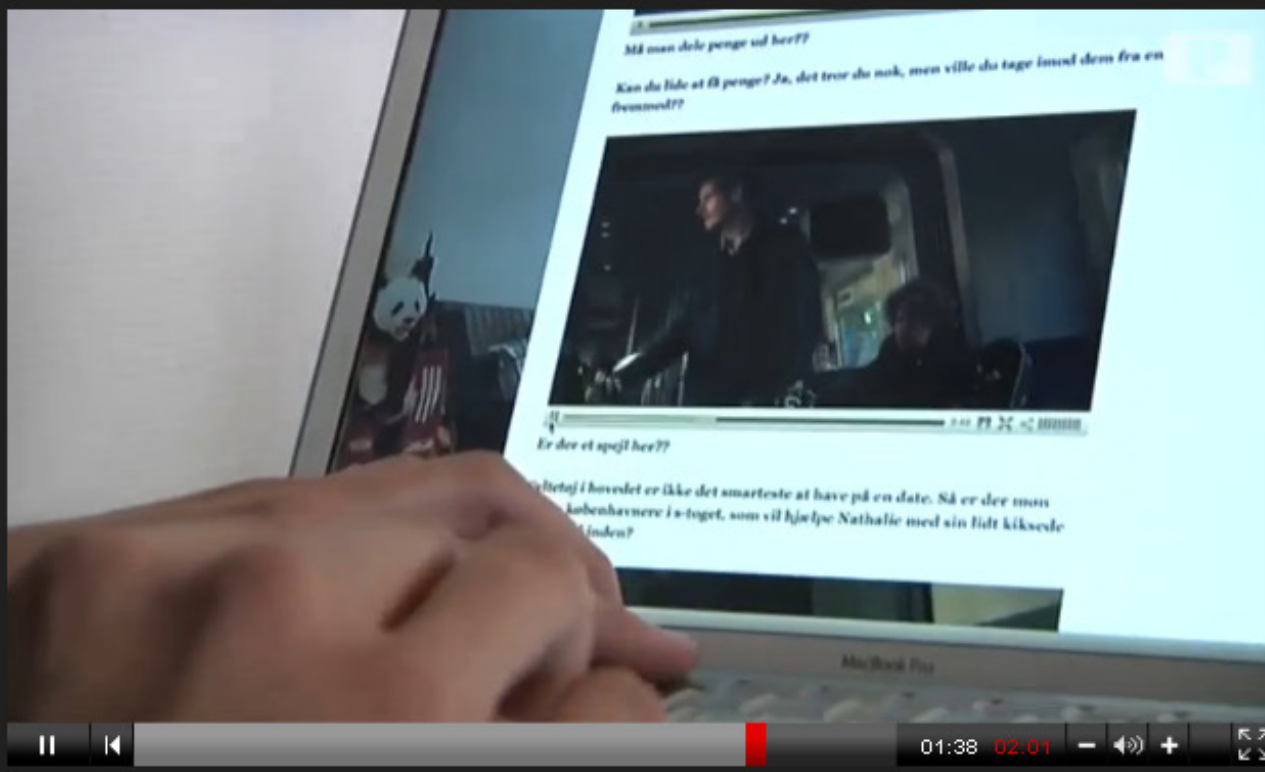 Må man dele penge ud her??
Kan du lide at få penge? Ja, det tror du nok, men ville du tage imod dem fra en
fremmed??
Er der et spejl her??
i hovedet er ikke det smarteste at have på en date. Så er der mon
københavnere i s-toget, som vil hjælpe Nathalie med sin lidt kiksede
inden?
MacBook Pro
01:38 02:01